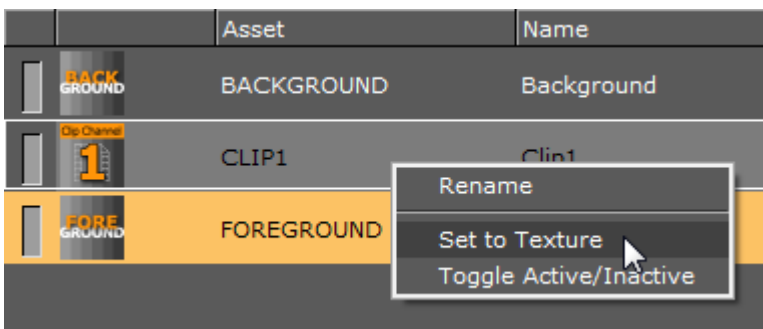 Asset Name
BACK
GROUND
BACKGROUND Background
Clip Channel
1
CLIP1 Clip1
Rename
FORE
GROUND
FOREGROUND
Set to Texture
Toggle Active/Inactive